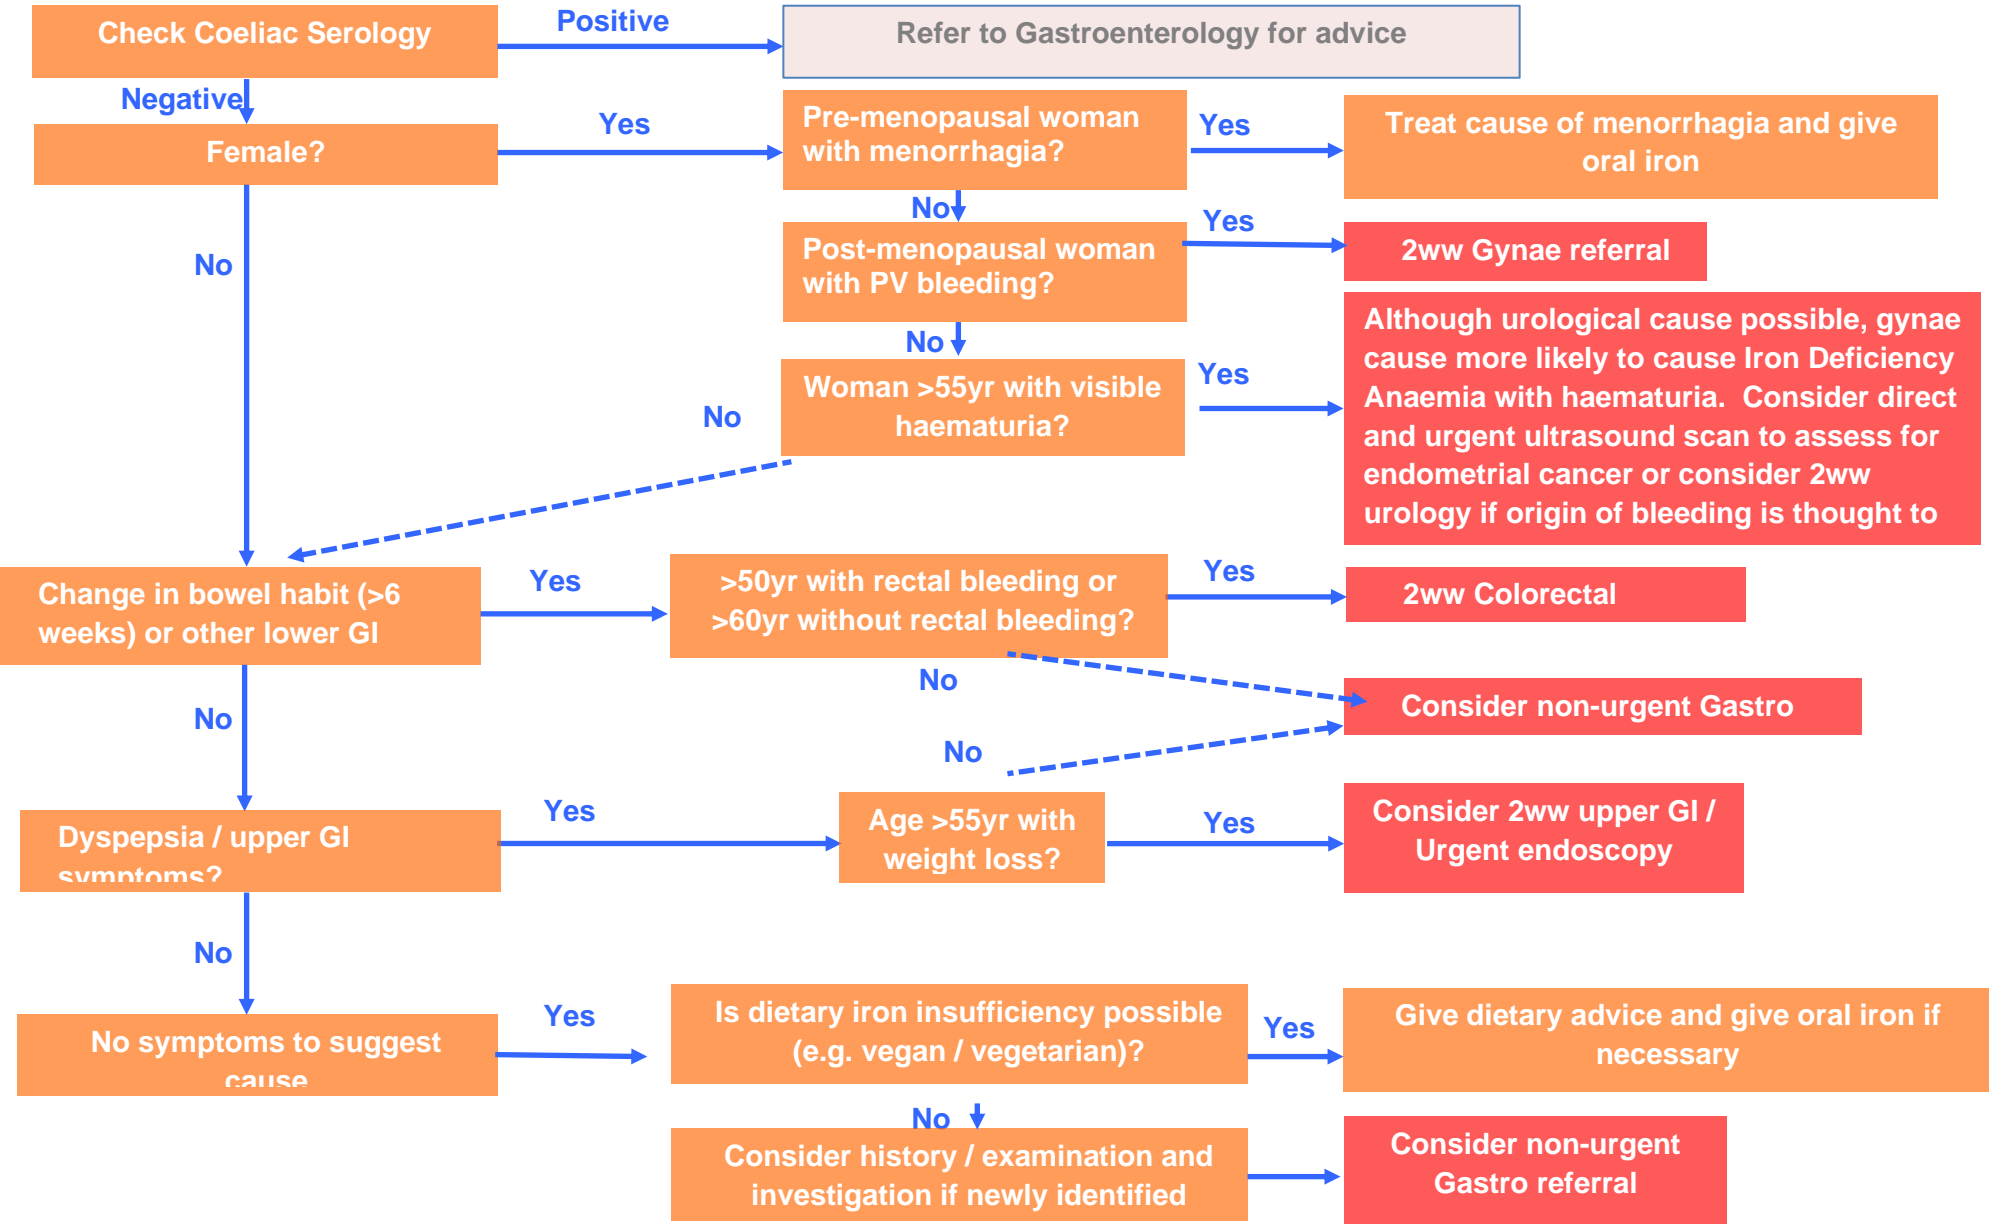 Check Coeliac Serology
Positive
Refer to Gastroenterology for advice
Negative
Female?
Yes
Pre-menopausal woman
with menorrhagia?
Yes
Treat cause of menorrhagia and give
oral iron
No
No
Post-menopausal woman
with PV bleeding?
Yes
2ww Gynae referral
No
Woman >55yr with visible
haematuria?
Yes
Although urological cause possible, gynae
cause more likely to cause Iron Deficiency
Anaemia with haematuria. Consider direct
and urgent ultrasound scan to assess for
endometrial cancer or consider 2ww
urology if origin of bleeding is thought to
No
Change in bowel habit (>6
weeks) or other lower GI
Yes
>50yr with rectal bleeding or
>60yr without rectal bleeding?
Yes
2ww Colorectal
No
Consider non-urgent Gastro
No
No
Dyspepsia / upper GI
symptoms?
Yes
Age >55yr with
weight loss?
Yes
Consider 2ww upper GI /
Urgent endoscopy
No
No symptoms to suggest
cause
Yes
Is dietary iron insufficiency possible
(e.g. vegan / vegetarian)?
Yes
Give dietary advice and give oral iron if
necessary
No
Consider history / examination and
investigation if newly identified
Consider non-urgent
Gastro referral